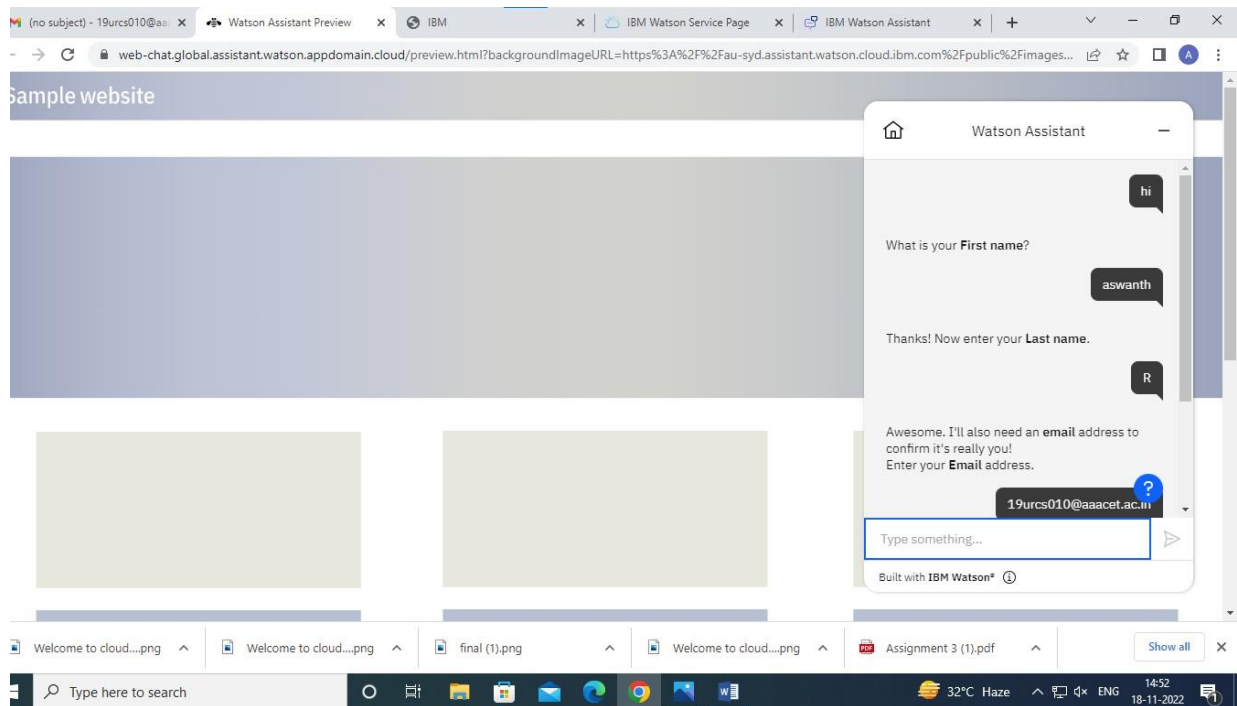 (no subject) - 19urcs010@aa
Watson Assistant Preview
IBM
IBM Watson Service Page
IBM Watson Assistant
web-chat.global.assistant.watson.appdomain.cloud/preview.html?backgroundImageURL=https%3A%2F%2Fau-syd.assistant.watson.cloud.ibm.com%2Fpublic%2Fimages...
A
Sample website
Watson Assistant
hi
What is your First name?
aswanth
Thanks! Now enter your Last name.
R
Awesome. I'll also need an email address to
confirm it's really you!
Enter your Email address.
?
19urcs010@aaacet.ac.in
Type something...
Built with IBM Watson®
Welcome to cloud....png
Welcome to cloud....png
final (1).png
Welcome to cloud....png
PDF
Assignment 3 (1).pdf
Show all
Type here to search
W
32°C Haze
ENG
14:52
18-11-2022
1